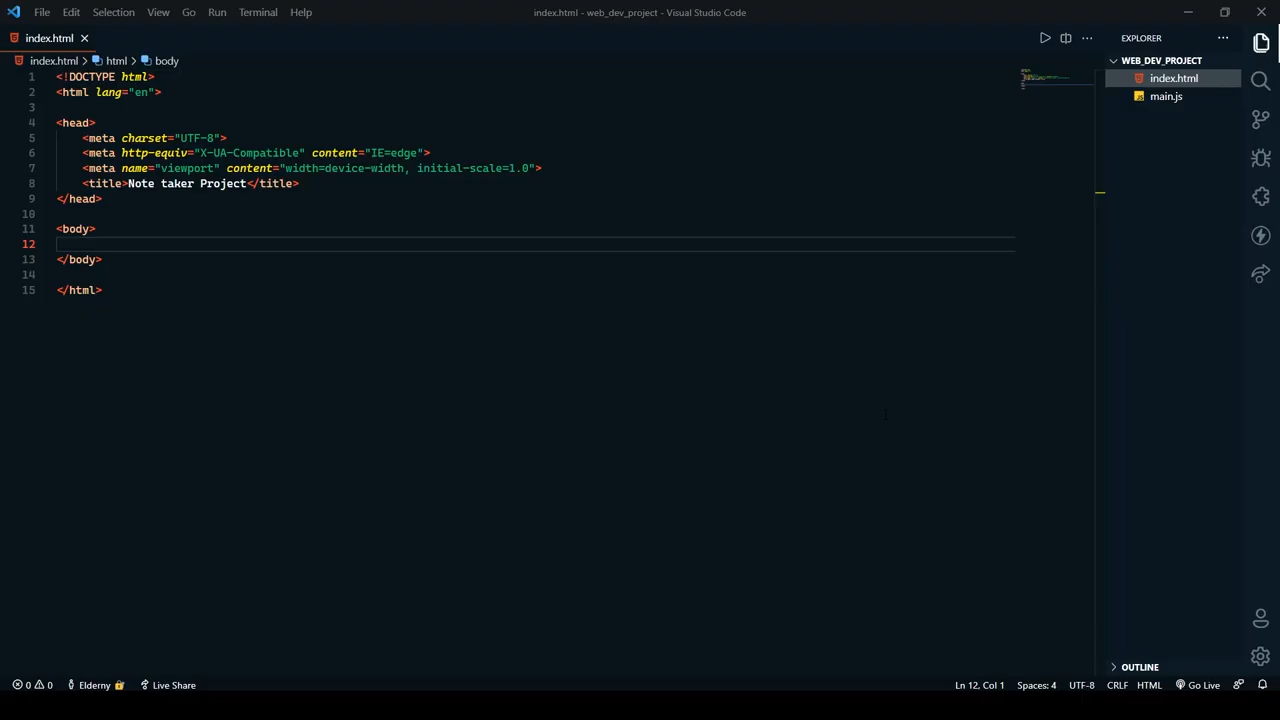 File Edit Selection View Go Run Terminal Help
index.html - web_dev_project - Visual Studio Code
index.html
index.html html body
1 <!DOCTYPE html>
2 <html lang="en">
3
4 <head>
5 <meta charset="UTF-8">
6 <meta http-equiv="X-UA-Compatible" content="IE=edge">
7 <meta name="viewport" content="width=device-width, initial-scale=1.0">
8 <title>Note taker Project</title>
9 </head>
10
11 <body>
12
13 </body>
14
15 </html>
EXPLORER
WEB_DEV_PROJECT
index.html
main.js
OUTLINE
0 0 Elderny Live Share
Ln 12, Col 1 Spaces: 4 UTF-8 CRLF HTML Go Live